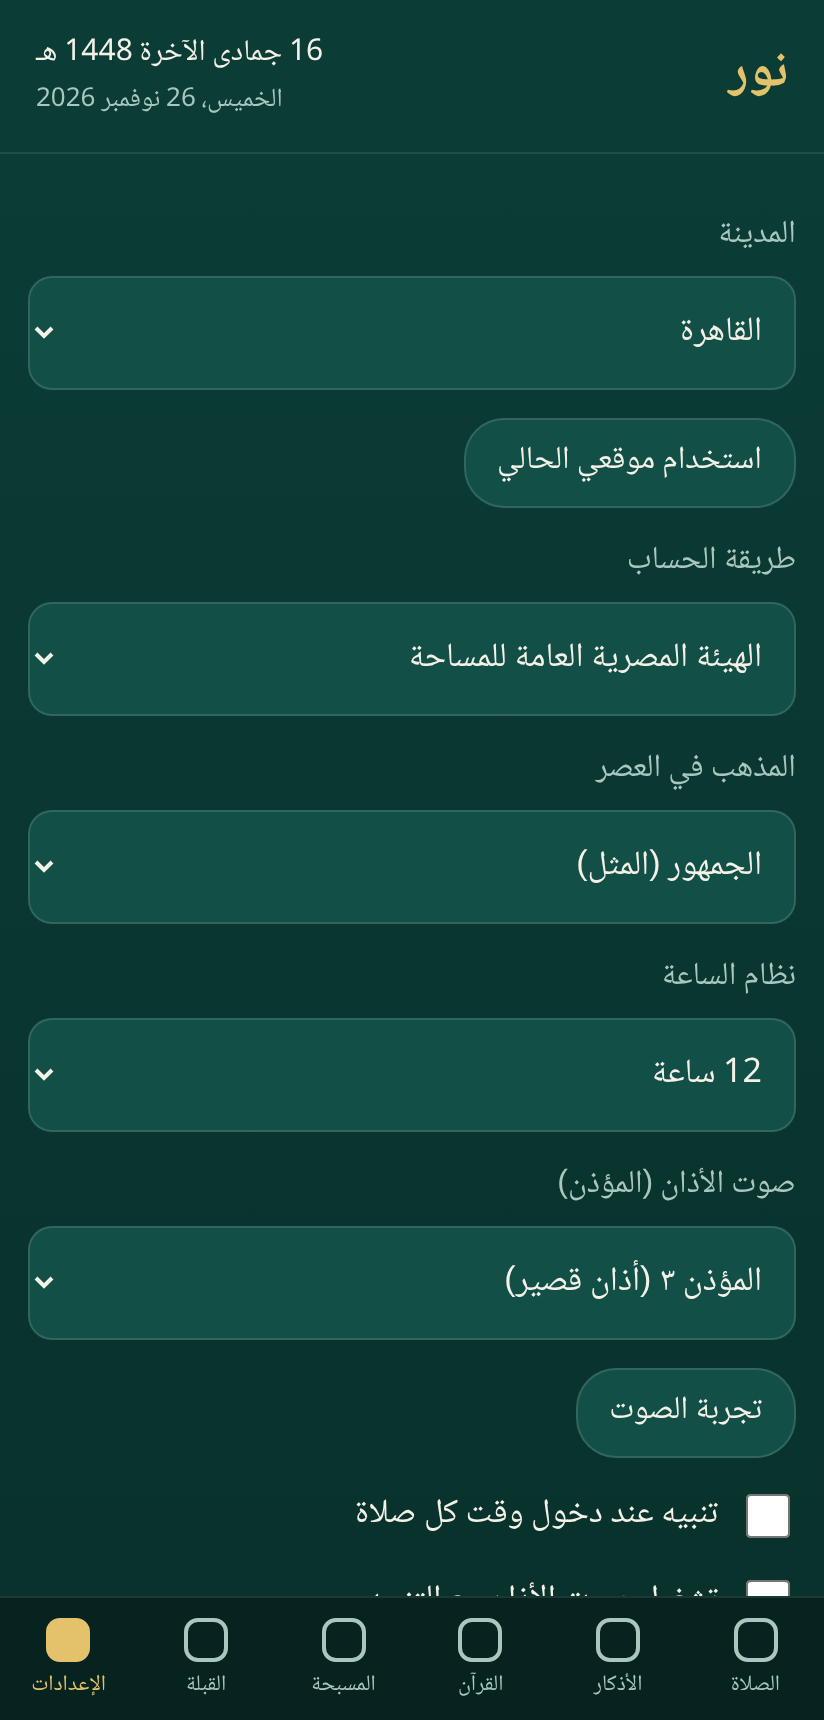 نور
16 جمادى الآخرة 1448 هـ
الخميس، 26 نوفمبر 2026
المدينة
القاهرة
استخدام موقعي الحالي
طريقة الحساب
الهيئة المصرية العامة للمساحة
المذهب في العصر
الجمهور (المثل)
نظام الساعة
12 ساعة
صوت الأذان (المؤذن)
المؤذن ٣ (أذان قصير)
تجربة الصوت
تنبيه عند دخول وقت كل صلاة
الصلاة
الأذكار
القرآن
المسبحة
القبلة
الإعدادات